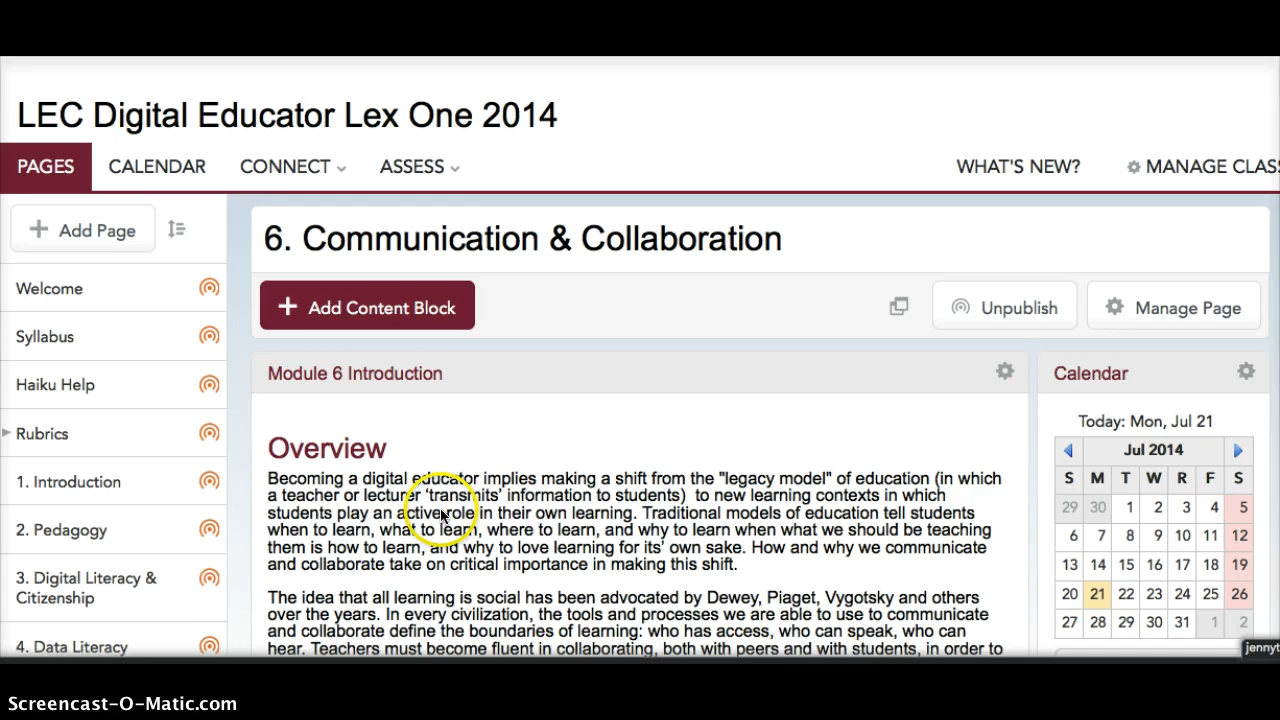 LEC Digital Educator Lex One 2014
PAGES CALENDAR CONNECT ASSESS WHAT'S NEW? MANAGE CLAS
Add Page
Welcome
Syllabus
Haiku Help
Rubrics
1. Introduction
2. Pedagogy
3. Digital Literacy &
Citizenship
4. Data Literacy
6. Communication & Collaboration
Add Content Block Unpublish Manage Page
Module 6 Introduction
Overview
Becoming a digital educator implies making a shift from the "legacy model" of education (in which
a teacher or lecturer ‘transmits’ information to students) to new learning contexts in which
students play an active role in their own learning. Traditional models of education tell students
when to learn, what to learn, where to learn, and why to learn when what we should be teaching
them is how to learn, and why to love learning for its’ own sake. How and why we communicate
and collaborate take on critical importance in making this shift.
The idea that all learning is social has been advocated by Dewey, Piaget, Vygotsky and others
over the years. In every civilization, the tools and processes we are able to use to communicate
and collaborate define the boundaries of learning: who has access, who can speak, who can
hear. Teachers must become fluent in collaborating, both with peers and with students, in order to
Calendar
Today: Mon, Jul 21
Jul 2014
S M T W R F S
29 30 1 2 3 4 5
6 7 8 9 10 11 12
13 14 15 16 17 18 19
20 21 22 23 24 25 26
27 28 29 30 31 1 2
jennyt
Screencast-O-Matic.com